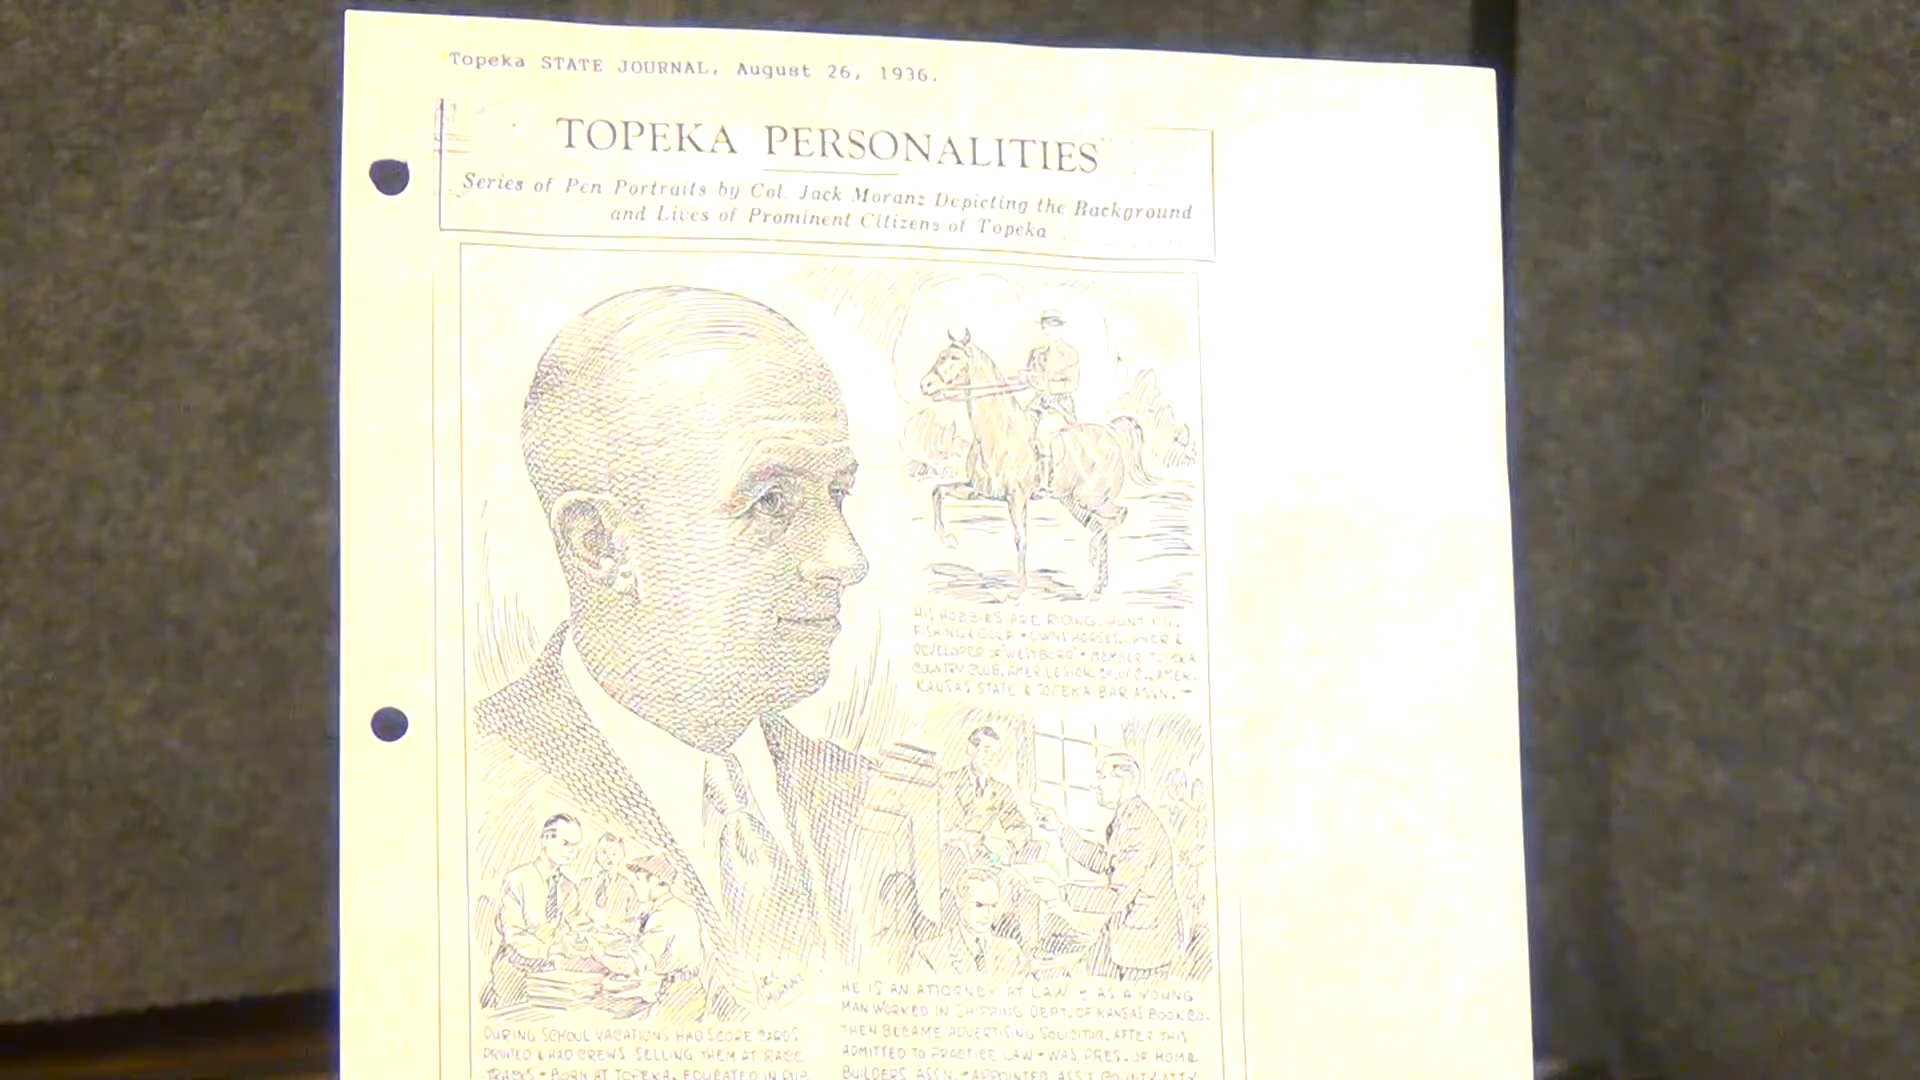 Topeka STATE JOURNAL, August 26, 1936.
TOPEKA PERSONALITIES
Series of Pen Portraits by Col. Jack Moranz Depicting the Background
and Lives of Prominent Citizens of Topeka
HIS HOBBIES ARE RIDING, HUNTING,
FISHING & GOLF - OWNS HORSES, OWNER &
DEVELOPER OF "WESTBORO" - MEMBER TOPEKA
COUNTRY CLUB, AMER. LEGION, CH. OF C., AMER.
KANSAS STATE & TOPEKA BAR ASSN. -
DURING SCHOOL VACATIONS HAD SCORE CARDS
PRINTED & HAD CREWS SELLING THEM AT RACE
TRACKS - BORN AT TOPEKA, EDUCATED IN PUB.
HE IS AN ATTORNEY AT LAW - AS A YOUNG
MAN WORKED IN SHIPPING DEPT. OF KANSAS BOOK CO.
THEN BECAME ADVERTISING SOLICITOR, AFTER THIS
ADMITTED TO PRACTICE LAW - WAS PRES. OF HOME
BUILDERS ASSN. - APPOINTED ASS'T COUNTY ATTY